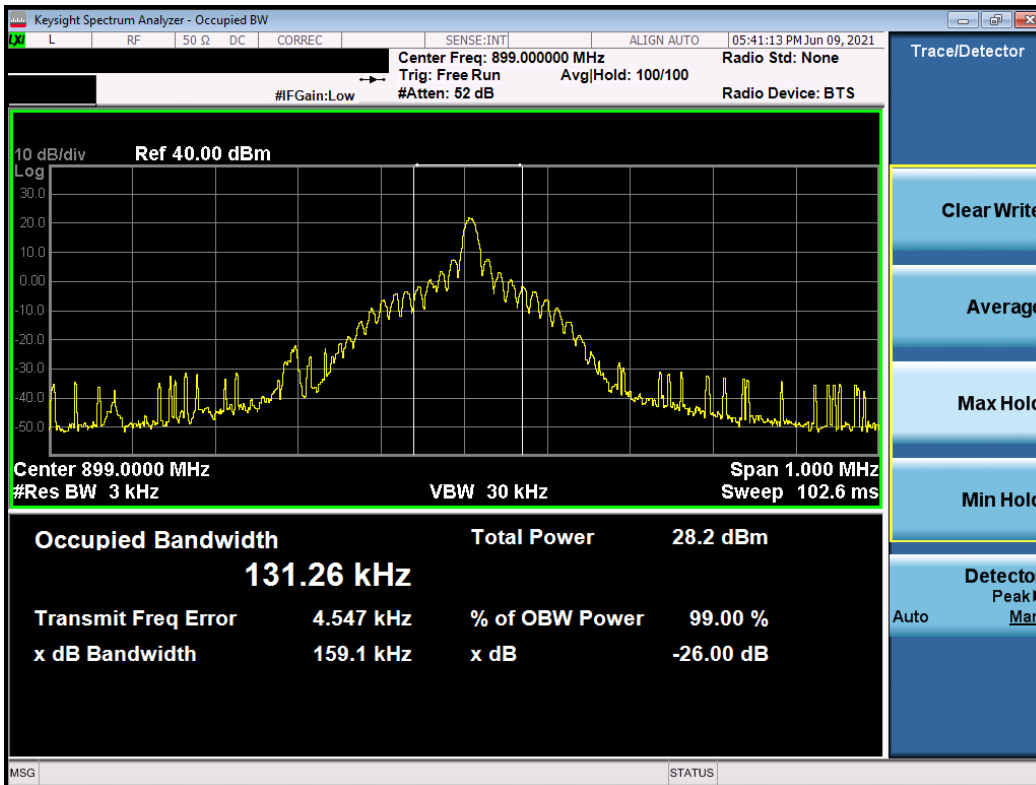 Keysight Spectrum Analyzer - Occupied BW
LXI L RF 50 Ω DC CORREC SENSE:INT ALIGN AUTO 05:41:13 PM Jun 09, 2021
Center Freq: 899.000000 MHz Radio Std: None
Trig: Free Run Avg|Hold: 100/100
#IFGain:Low #Atten: 52 dB Radio Device: BTS
10 dB/div Ref 40.00 dBm
Log
30.0
20.0
10.0
0.00
-10.0
-20.0
-30.0
-40.0
-50.0
Center 899.0000 MHz Span 1.000 MHz
#Res BW 3 kHz VBW 30 kHz Sweep 102.6 ms
Occupied Bandwidth Total Power 28.2 dBm
131.26 kHz
Transmit Freq Error 4.547 kHz % of OBW Power 99.00 %
x dB Bandwidth 159.1 kHz x dB -26.00 dB
MSG STATUS
Trace/Detector
Clear Write
Average
Max Hold
Min Hold
Detector
Peak
Auto Man